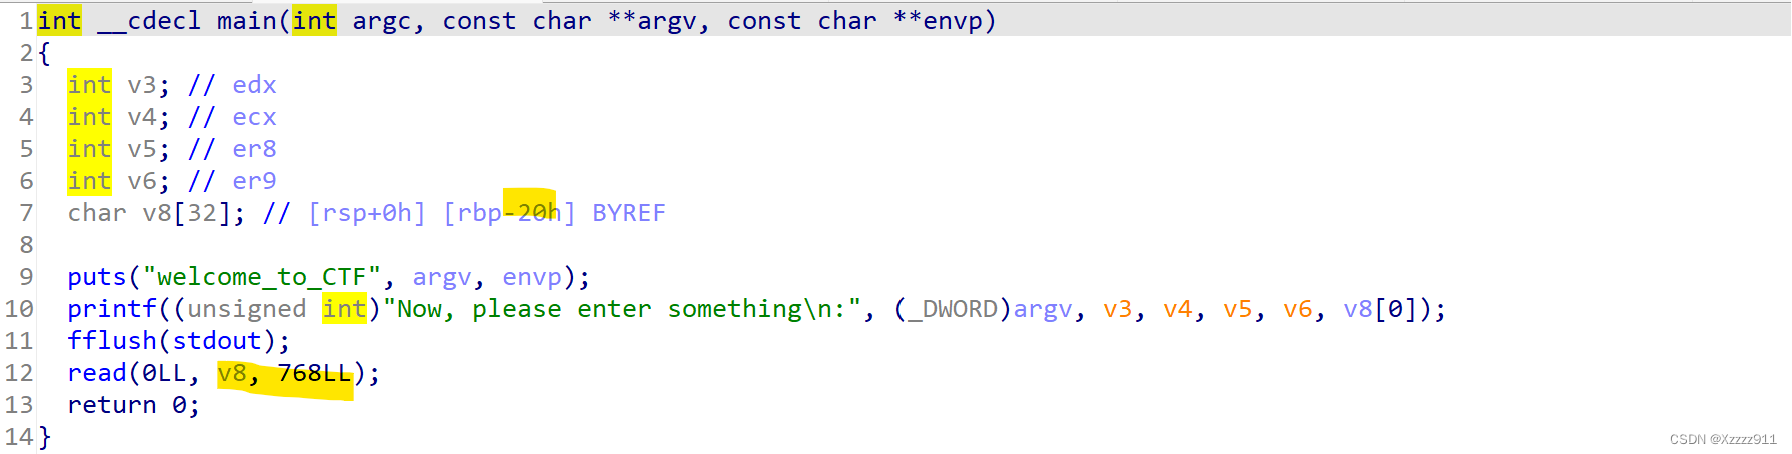 1 int __cdecl main(int argc, const char **argv, const char **envp)
2 {
3   int v3; // edx
4   int v4; // ecx
5   int v5; // er8
6   int v6; // er9
7   char v8[32]; // [rsp+0h] [rbp-20h] BYREF
8
9   puts("welcome_to_CTF", argv, envp);
10   printf((unsigned int)"Now, please enter something\n:", (_DWORD)argv, v3, v4, v5, v6, v8[0]);
11   fflush(stdout);
12   read(0LL, v8, 768LL);
13   return 0;
14 }
CSDN @Xzzzz911